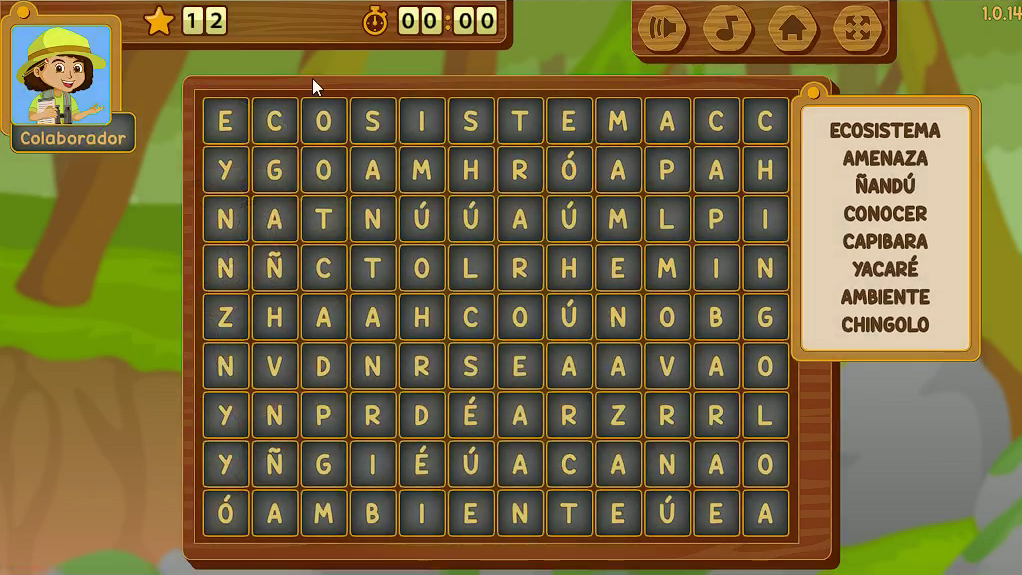 12
00:00
1.0.14
Colaborador
E C O S I S T E M A C C
Y G O A M H R Ó A P A H
N A T N Ú Ú A Ú M L P I
N Ñ C T O L R H E M I N
Z H A A H C O Ú N O B G
N V D N R S E A A V A O
Y N P R D É A R Z R R L
Y Ñ G I É Ú A C A N A O
Ó A M B I E N T E Ú E A
ECOSISTEMA
AMENAZA
ÑANDÚ
CONOCER
CAPIBARA
YACARÉ
AMBIENTE
CHINGOLO